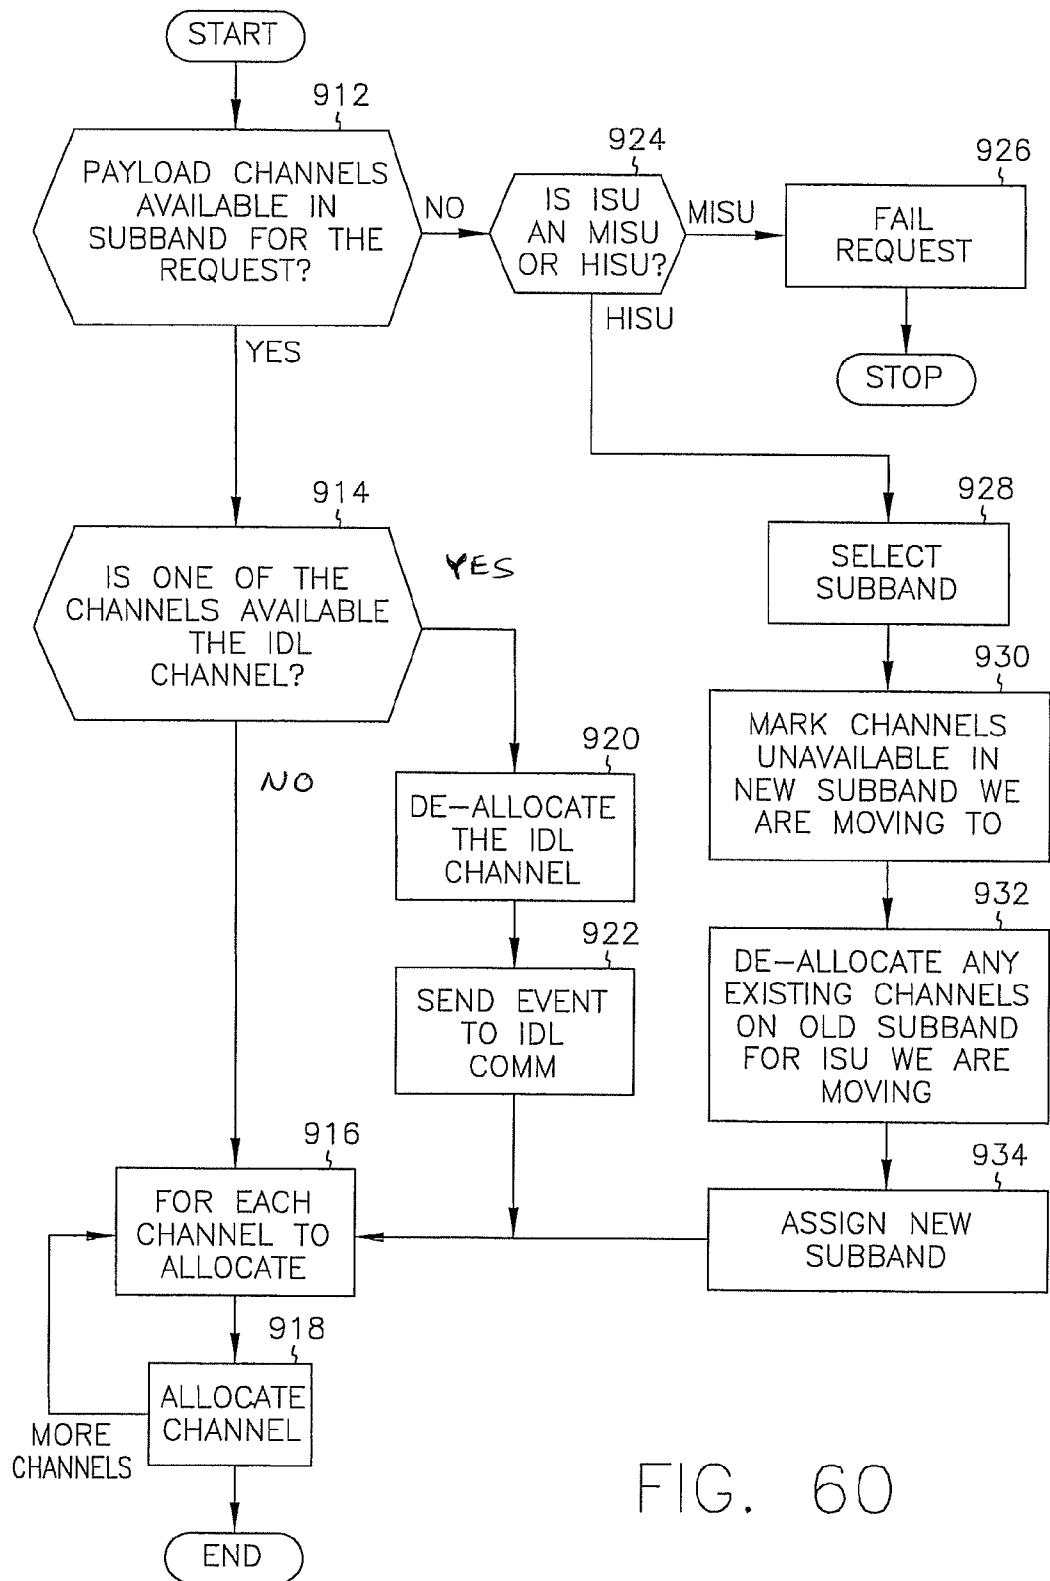 START
912
PAYLOAD CHANNELS
AVAILABLE IN
SUBBAND FOR THE
REQUEST?
NO
YES
924
IS ISU
AN MISU
OR HISU?
MISU
HISU
926
FAIL
REQUEST
STOP
914
IS ONE OF THE
CHANNELS AVAILABLE
THE IDL
CHANNEL?
YES
NO
928
SELECT
SUBBAND
930
MARK CHANNELS
UNAVAILABLE IN
NEW SUBBAND WE
ARE MOVING TO
920
DE-ALLOCATE
THE IDL
CHANNEL
922
SEND EVENT
TO IDL
COMM
932
DE-ALLOCATE ANY
EXISTING CHANNELS
ON OLD SUBBAND
FOR ISU WE ARE
MOVING
934
ASSIGN NEW
SUBBAND
916
FOR EACH
CHANNEL TO
ALLOCATE
918
ALLOCATE
CHANNEL
MORE
CHANNELS
END
FIG. 60